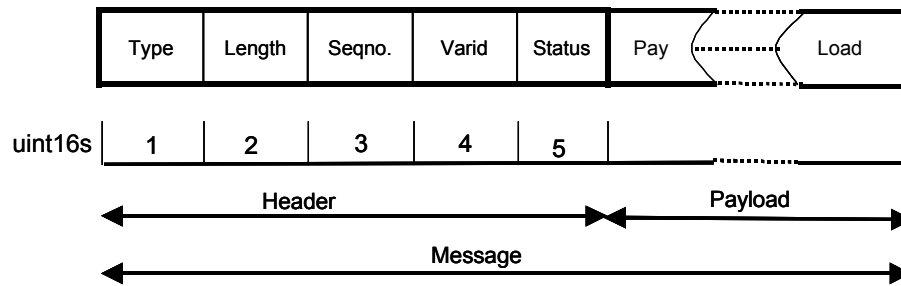 Type Length Seqno. Varid Status Pay Load
uint16s 1 2 3 4 5
Header Payload
Message